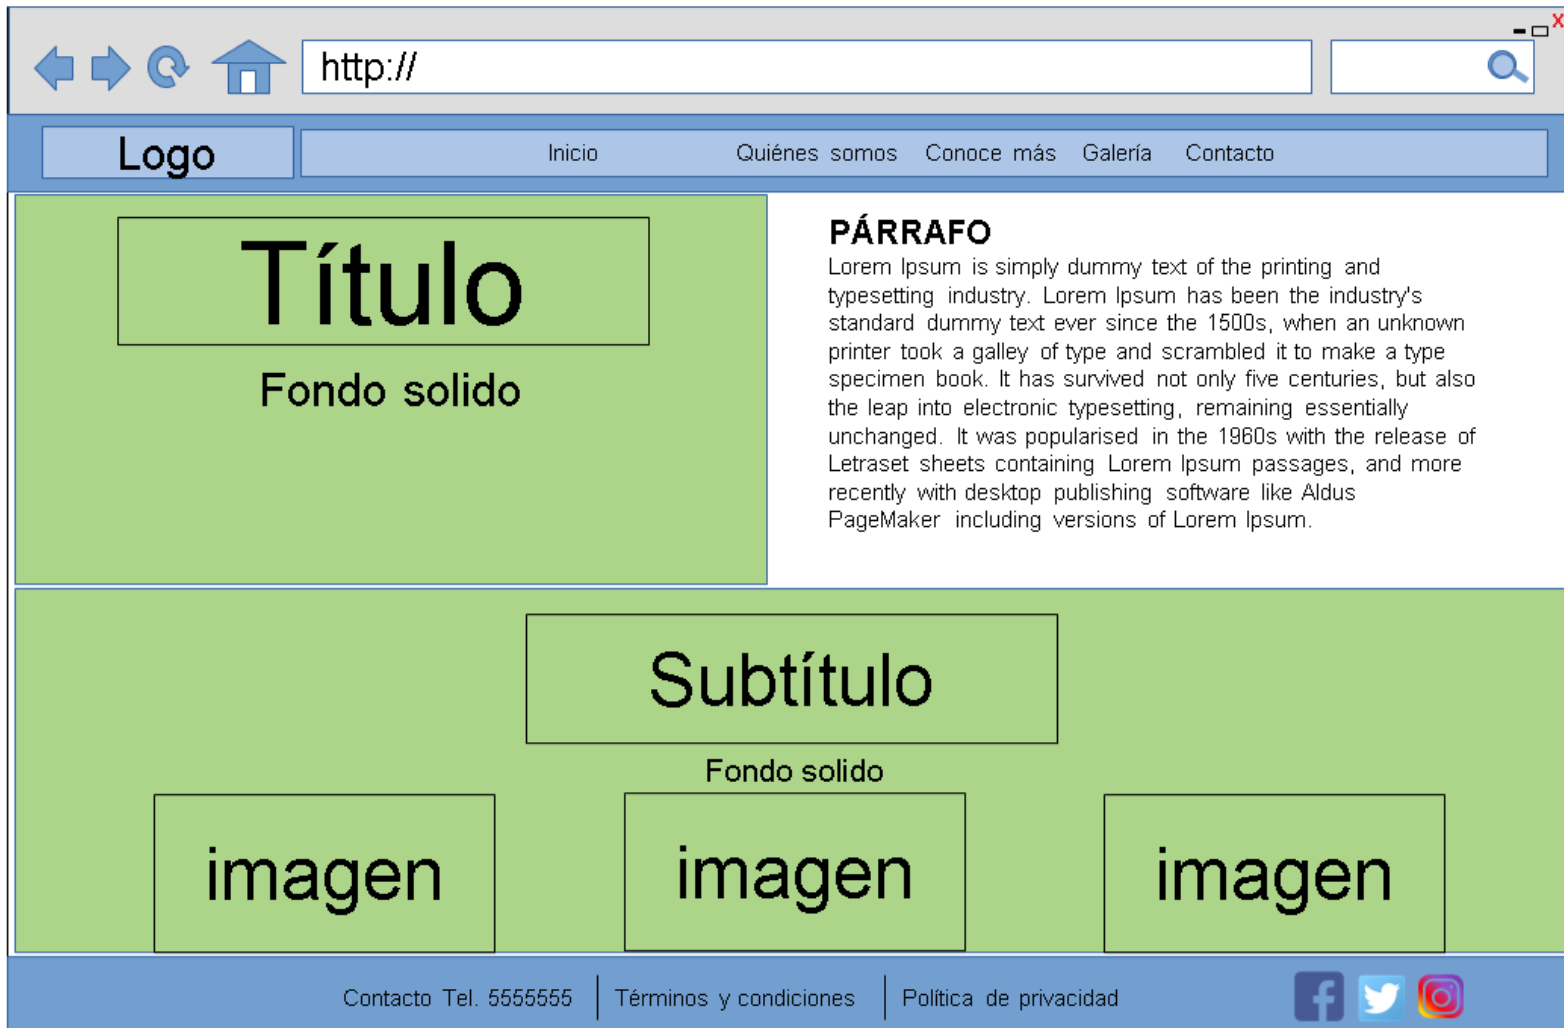 X
http://
Logo
Inicio Quiénes somos Conoce más Galería Contacto
Título
Fondo solido
PÁRRAFO
Lorem Ipsum is simply dummy text of the printing and
typesetting industry. Lorem Ipsum has been the industry's
standard dummy text ever since the 1500s, when an unknown
printer took a galley of type and scrambled it to make a type
specimen book. It has survived not only five centuries, but also
the leap into electronic typesetting, remaining essentially
unchanged. It was popularised in the 1960s with the release of
Letraset sheets containing Lorem Ipsum passages, and more
recently with desktop publishing software like Aldus
PageMaker including versions of Lorem Ipsum.
Subtítulo
Fondo solido
imagen imagen imagen
Contacto Tel. 5555555 Términos y condiciones Política de privacidad